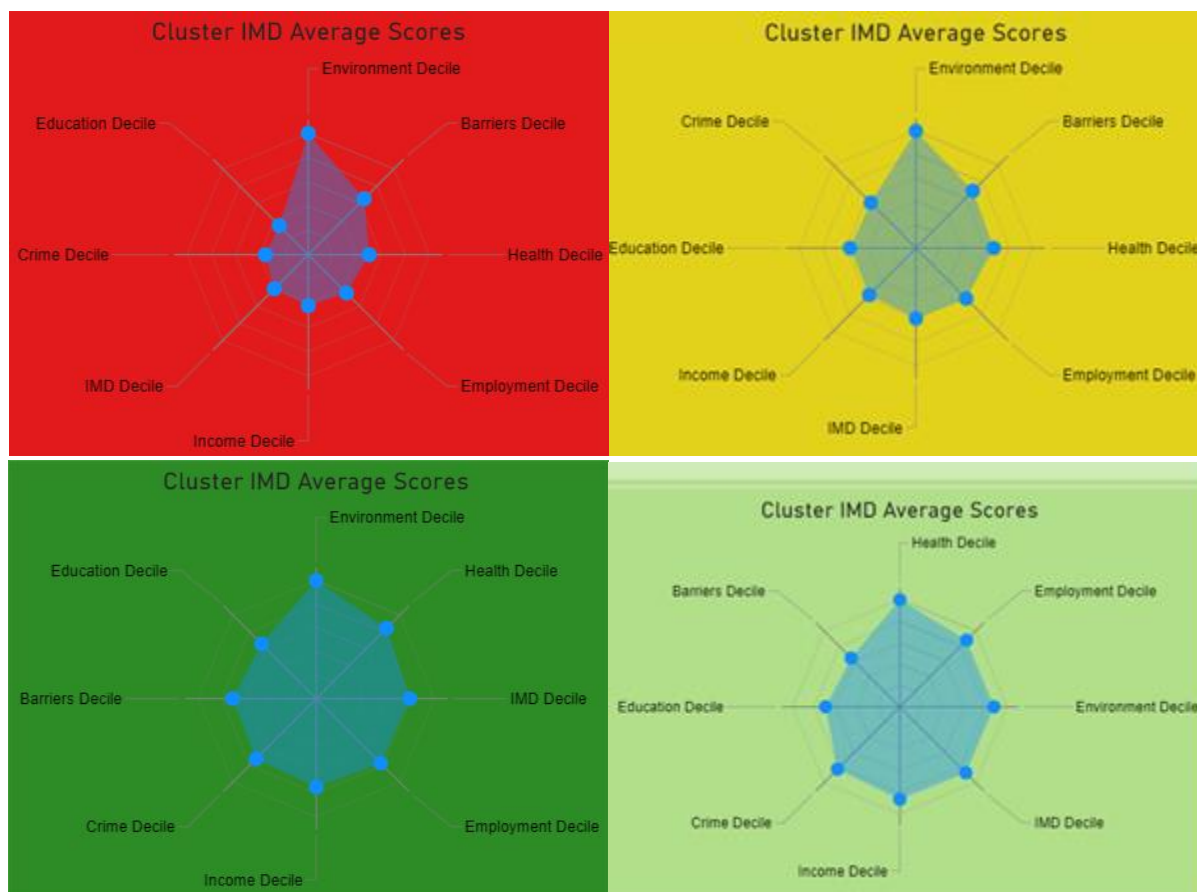 Cluster IMD Average Scores
Environment Decile
Education Decile
Barriers Decile
Crime Decile
Health Decile
IMD Decile
Employment Decile
Income Decile
Cluster IMD Average Scores
Environment Decile
Crime Decile
Barriers Decile
Education Decile
Health Decile
Income Decile
Employment Decile
IMD Decile
Cluster IMD Average Scores
Environment Decile
Education Decile
Health Decile
Barriers Decile
IMD Decile
Crime Decile
Employment Decile
Income Decile
Cluster IMD Average Scores
Health Decile
Barriers Decile
Employment Decile
Education Decile
Environment Decile
Crime Decile
IMD Decile
Income Decile